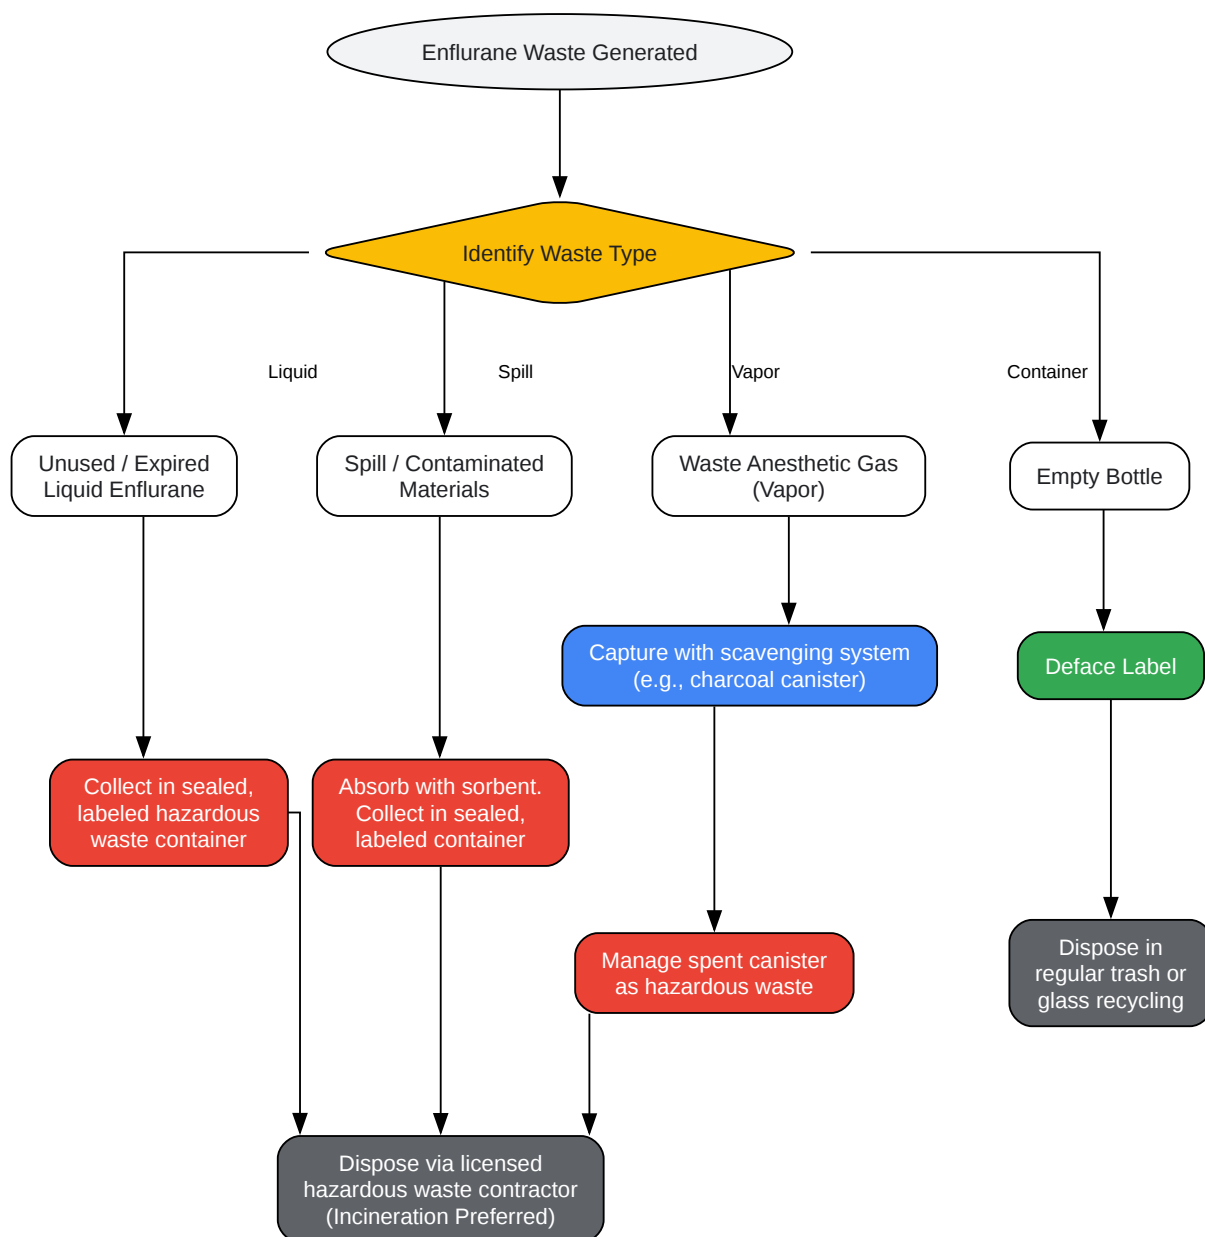 Enflurane Waste Generated
Identify Waste Type
Liquid
Spill
Vapor
Container
Unused / Expired
Liquid Enflurane
Spill / Contaminated
Materials
Waste Anesthetic Gas
(Vapor)
Empty Bottle
Capture with scavenging system
(e.g., charcoal canister)
Deface Label
Collect in sealed,
labeled hazardous
waste container
Absorb with sorbent.
Collect in sealed,
labeled container
Manage spent canister
as hazardous waste
Dispose in
regular trash or
glass recycling
Dispose via licensed
hazardous waste contractor
(Incineration Preferred)